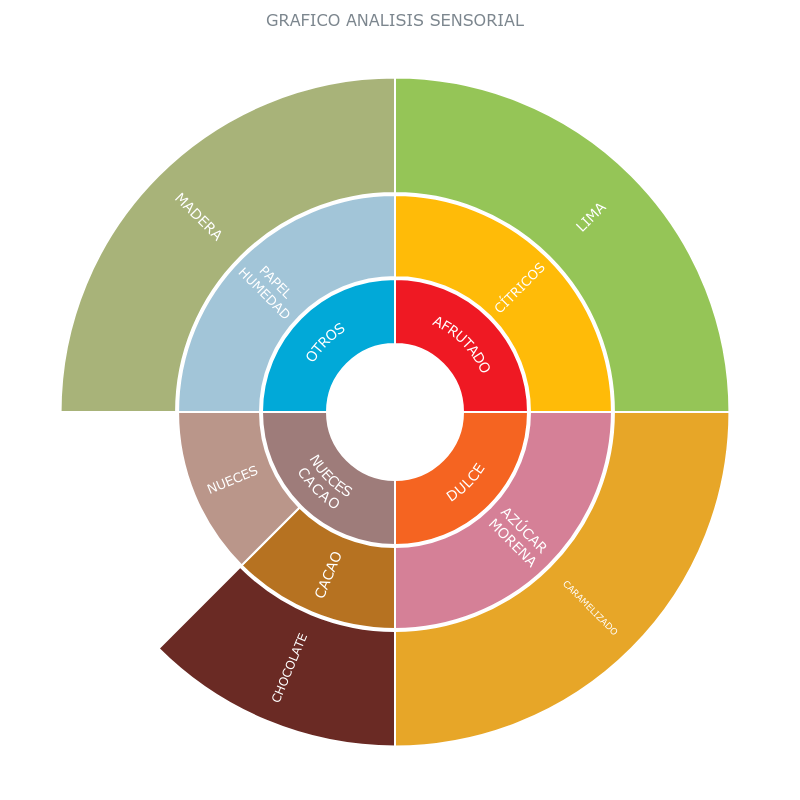 GRAFICO ANALISIS SENSORIAL
MADERA
LIMA
PAPEL
HUMEDAD
CÍTRICOS
OTROS
AFRUTADO
NUECES
NUECES
CACAO
DULCE
AZÚCAR
MORENA
CACAO
CARAMELIZADO
CHOCOLATE